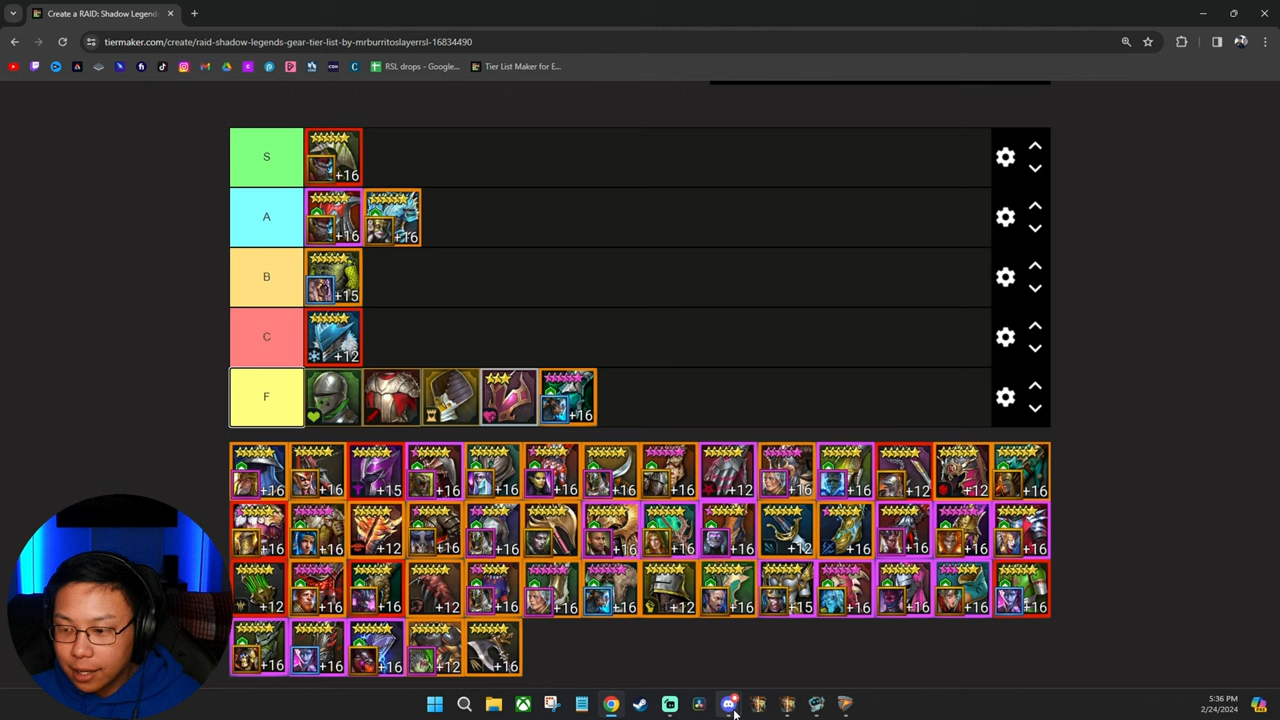 Create a RAID: Shadow Legends
tiermaker.com/create/raid-shadow-legends-gear-tier-list-by-mrburritoslayerrsl-16834490
RSL drops - Google...
Tier List Maker for E...
S
+16
A
+16 +16
B
+15
C
+12
F
+16
+16 +16 +15 +16 +16 +16 +16 +16 +12 +16 +16 +12 +12 +16
+16 +16 +12 +16 +16 +16 +16 +16 +12 +16 +16 +16 +16
+12 +16 +16 +12 +16 +16 +16 +12 +16 +15 +16 +16 +16 +16
+16 +16 +16 +12 +16
5:36 PM
2/24/2024